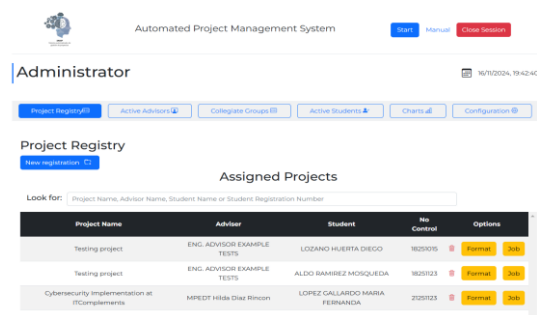 Automated Project Management System
Start Manual Close Session
Administrator
16/11/2024, 19:42:40
Project Registry Active Advisors Collegiate Groups Active Students Charts Configuration
Project Registry
New registration
Assigned Projects
Look for: Project Name, Advisor Name, Student Name or Student Registration Number
Project Name Adviser Student No Control Options
Testing project ENG. ADVISOR EXAMPLE TESTS LOZANO HUERTA DIEGO 18251015 Format Job
Testing project ENG. ADVISOR EXAMPLE TESTS ALDO RAMIREZ MOSQUEDA 18251123 Format Job
Cybersecurity Implementation at ITComplements MPEDT Hilda Diaz Rincon LOPEZ GALLARDO MARIA FERNANDA 21251123 Format Job